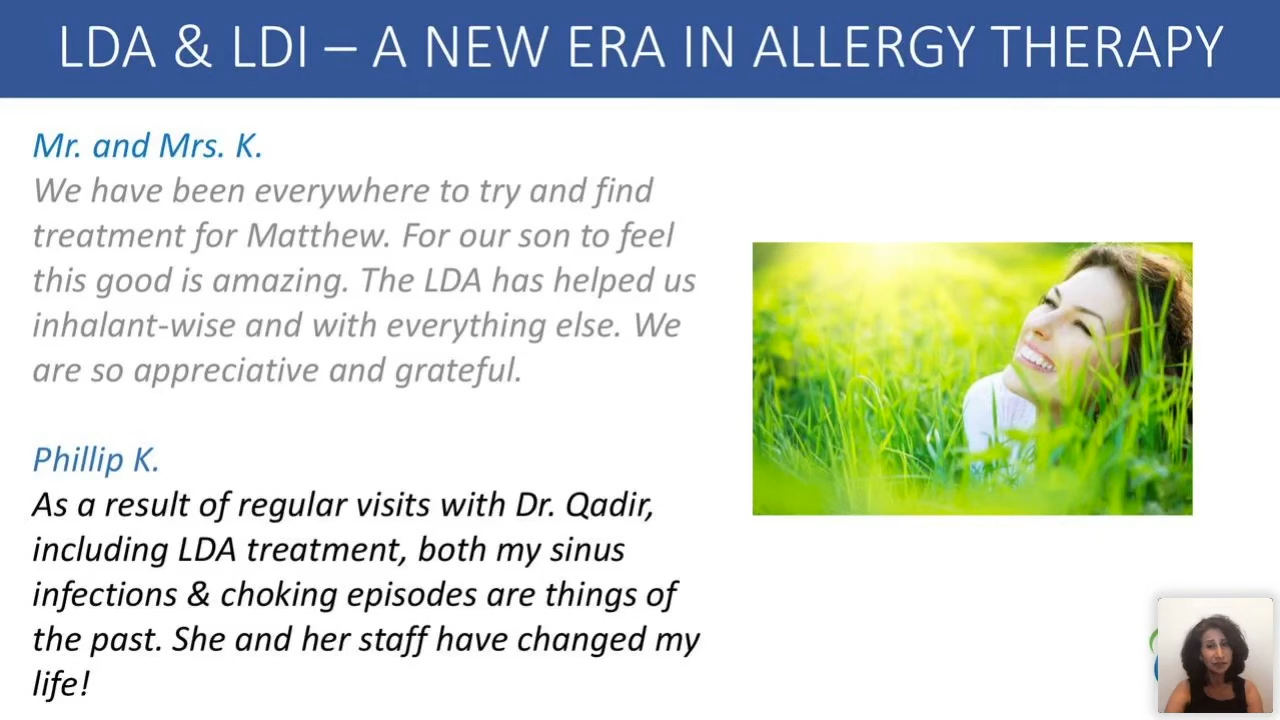 LDA & LDI – A NEW ERA IN ALLERGY THERAPY
Mr. and Mrs. K.
We have been everywhere to try and find
treatment for Matthew. For our son to feel
this good is amazing. The LDA has helped us
inhalant-wise and with everything else. We
are so appreciative and grateful.
Phillip K.
As a result of regular visits with Dr. Qadir,
including LDA treatment, both my sinus
infections & choking episodes are things of
the past. She and her staff have changed my
life!